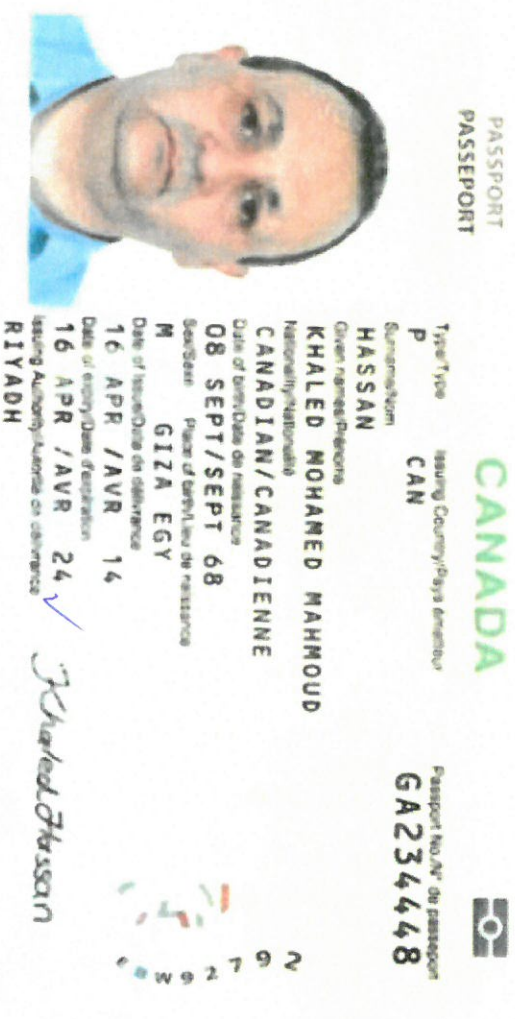 PASSPORT
PASSEPORT
CANADA
Type/Type Issuing Country/Pays émetteur Passport No./N° de passeport
P CAN GA234448
Surname/Nom
HASSAN
Given names/Prénoms
KHALED MOHAMED MAHMOUD
Nationality/Nationalité
CANADIAN/CANADIENNE
Date of birth/Date de naissance
08 SEPT/SEPT 68
Sex/Sexe Place of birth/Lieu de naissance
M GIZA EGY
Date of issue/Date de délivrance
16 APR /AVR 14
Date of expiry/Date d'expiration
16 APR /AVR 24
Issuing Authority/Autorité de délivrance
RIYADH
Khaled Hassan